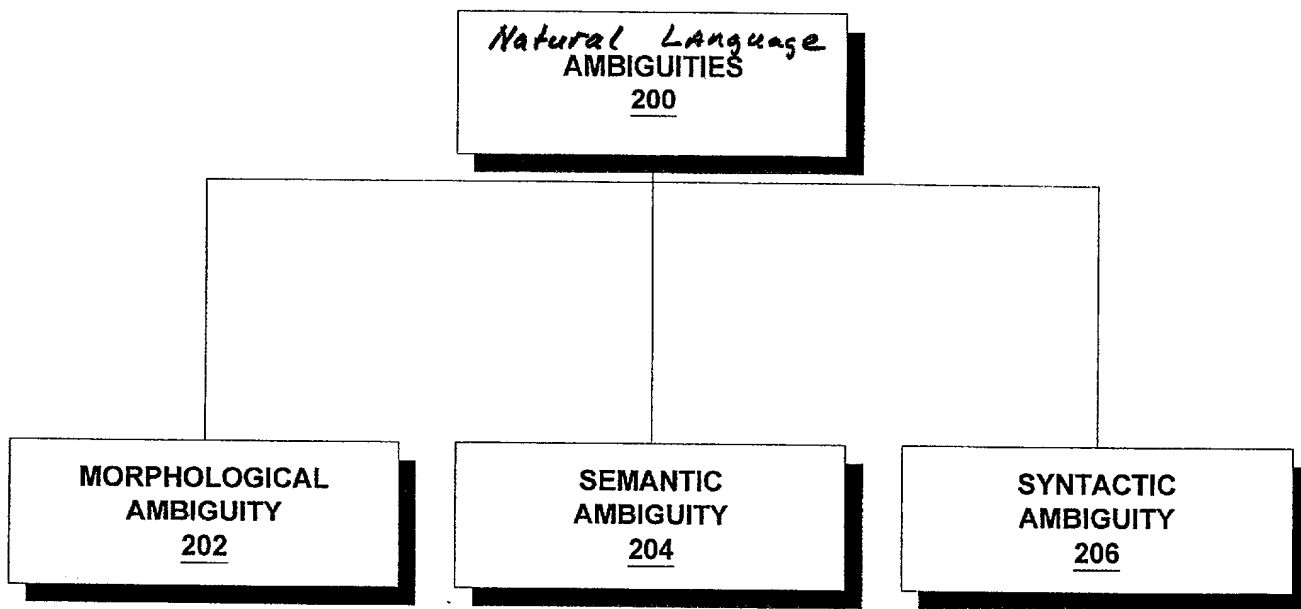 Natural Language
AMBIGUITIES
200
MORPHOLOGICAL
AMBIGUITY
202
SEMANTIC
AMBIGUITY
204
SYNTACTIC
AMBIGUITY
206